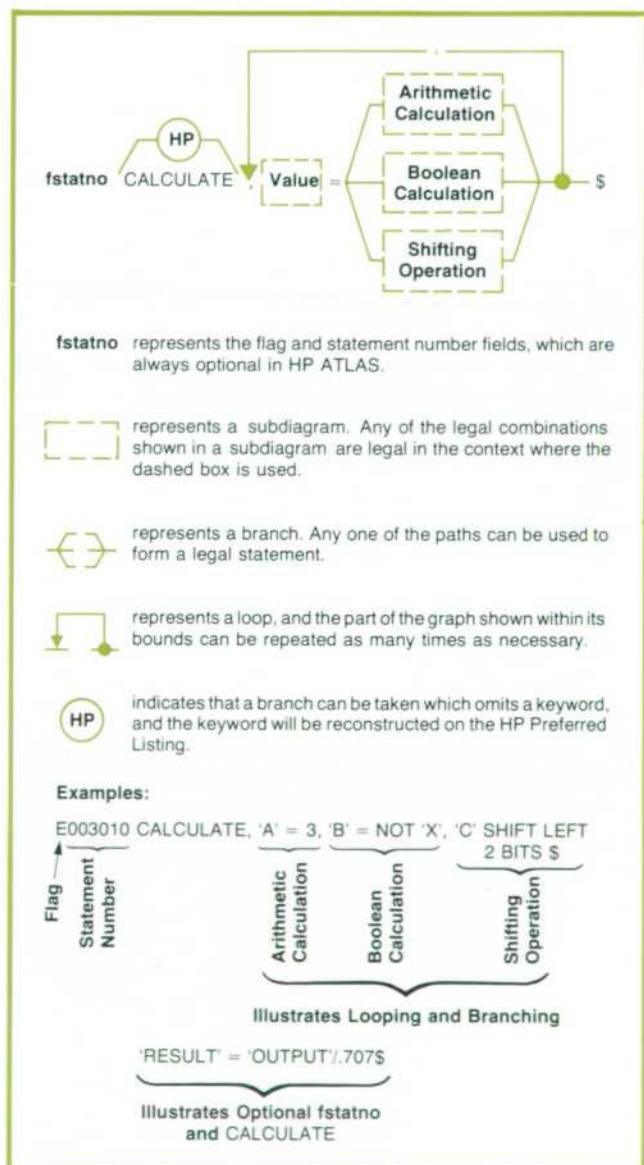 ,
Arithmetic
Calculation
HP
fstatno CALCULATE , Value = Boolean
Calculation $
Shifting
Operation
fstatno represents the flag and statement number fields, which are
always optional in HP ATLAS.
represents a subdiagram. Any of the legal combinations
shown in a subdiagram are legal in the context where the
dashed box is used.
represents a branch. Any one of the paths can be used to
form a legal statement.
represents a loop, and the part of the graph shown within its
bounds can be repeated as many times as necessary.
HP indicates that a branch can be taken which omits a keyword,
and the keyword will be reconstructed on the HP Preferred
Listing.
Examples:
E003010 CALCULATE, 'A' = 3, 'B' = NOT 'X', 'C' SHIFT LEFT
2 BITS $
Flag
Statement
Number
Arithmetic
Calculation
Boolean
Calculation
Shifting
Operation
Illustrates Looping and Branching
'RESULT' = 'OUTPUT'/.707$
Illustrates Optional fstatno
and CALCULATE